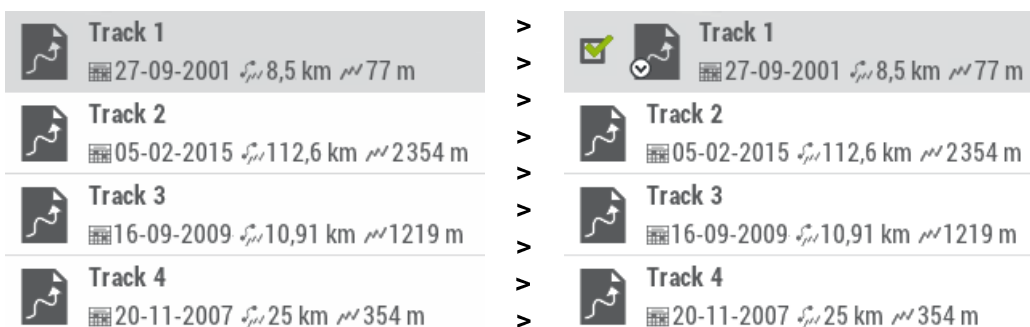 Track 1
27-09-2001 8,5 km 77 m
Track 2
05-02-2015 112,6 km 2354 m
Track 3
16-09-2009 10,91 km 1219 m
Track 4
20-11-2007 25 km 354 m
>
>
>
>
>
>
>
>
>
Track 1
27-09-2001 8,5 km 77 m
Track 2
05-02-2015 112,6 km 2354 m
Track 3
16-09-2009 10,91 km 1219 m
Track 4
20-11-2007 25 km 354 m